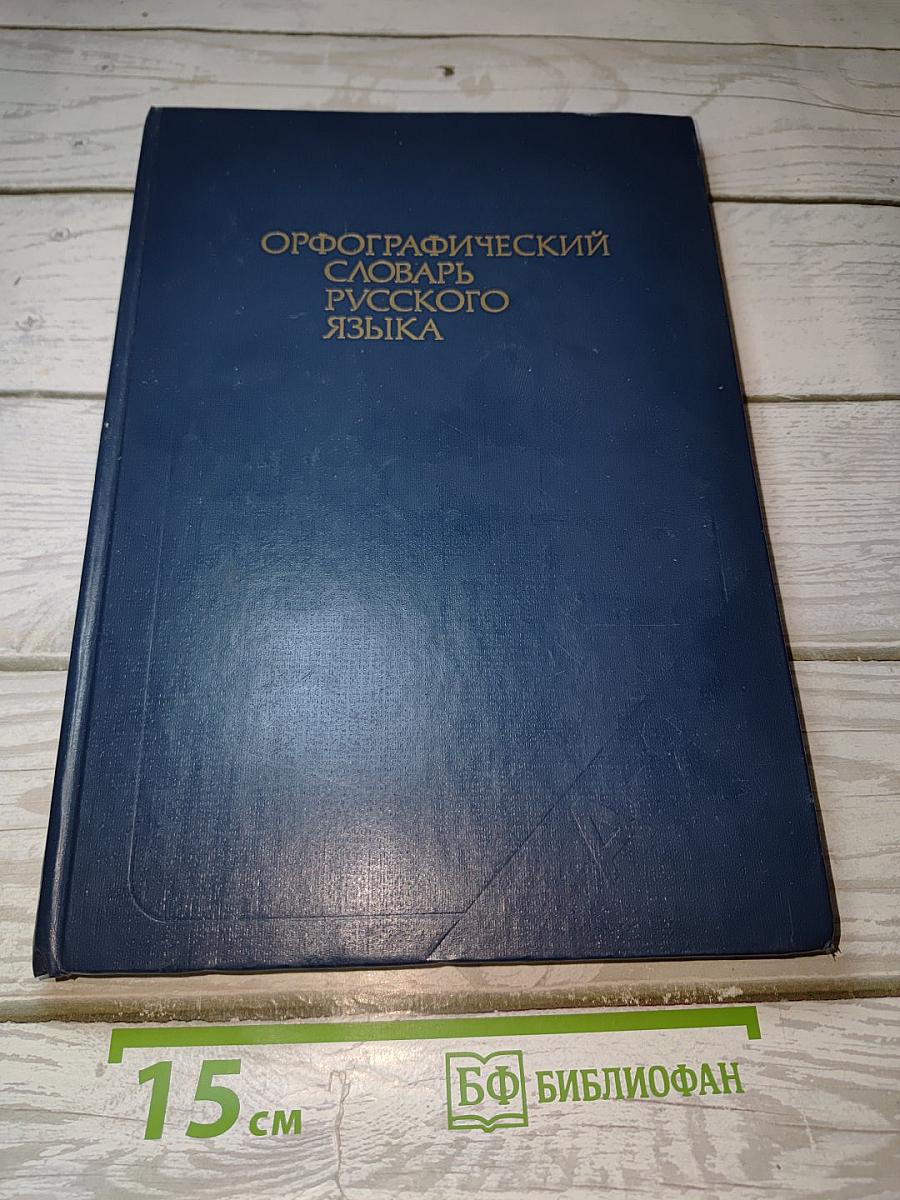 ОРФОГРАФИЧЕСКИЙ
СЛОВАРЬ
РУССКОГО
ЯЗЫКА
15 см
БФ БИБЛИОФАН